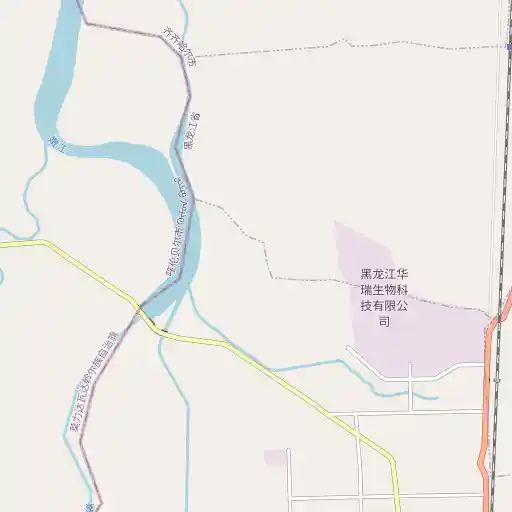 齐齐哈尔市
黑龙江省
嫩江
呼伦贝尔市
黑龙江华
瑞生物科
技有限公
司
莫力达瓦达斡尔族自治旗